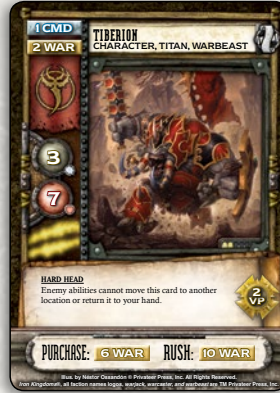 1 CMD
2 WAR
TIBERION
CHARACTER, TITAN, WARBEAST
3
7
HARD HEAD
Enemy abilities cannot move this card to another
location or return it to your hand.
2
VP
PURCHASE: 6 WAR RUSH: 10 WAR
Illus. by Néstor Ossandón © Privateer Press, Inc. All Rights Reserved.
Iron Kingdoms®, all faction names logos, warjack, warcaster, and warbeast are TM Privateer Press, Inc.